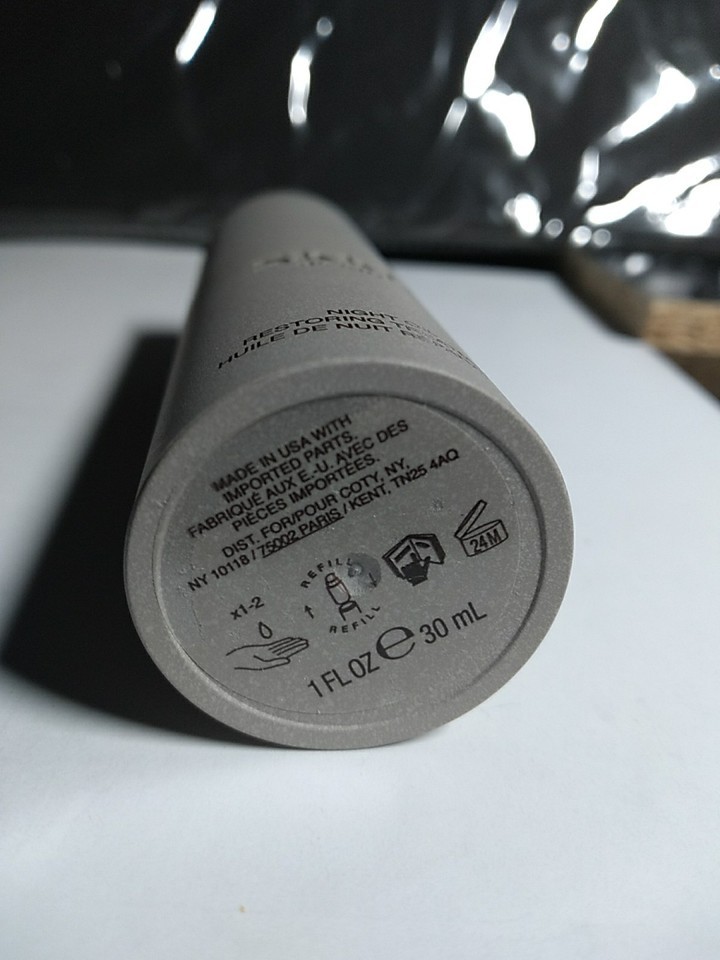 NIGHT
RESTORING
HUILE DE NUIT
MADE IN USA WITH
IMPORTED PARTS.
FABRIQUÉ AUX E.-U. AVEC DES
PIÈCES IMPORTÉES.
DIST. FOR/POUR COTY, NY,
NY 10118 / 75002 PARIS / KENT, TN25 4AQ
x1-2
REFILL
REFILL
24M
1 FL OZ e 30 mL